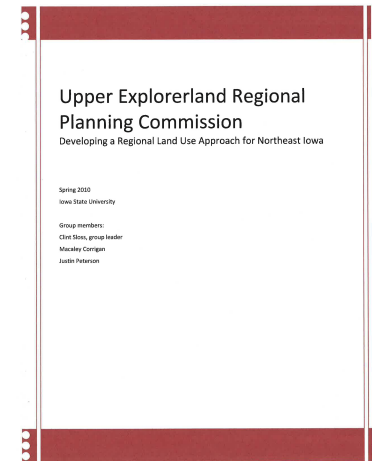 Upper Explorerland Regional
Planning Commission
Developing a Regional Land Use Approach for Northeast Iowa
Spring 2010
Iowa State University
Group members:
Clint Sloss, group leader
Macaley Corrigan
Justin Peterson